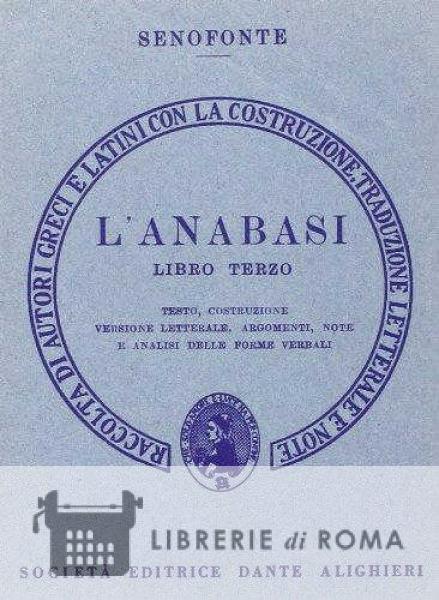 SENOFONTE
RACCOLTA DI AUTORI GRECI E LATINI CON LA COSTRUZIONE, TRADUZIONE LETTERALE E NOTE
L'ANABASI
LIBRO TERZO
TESTO, COSTRUZIONE
VERSIONE LETTERALE, ARGOMENTI, NOTE
E ANALISI DELLE FORME VERBALI
LIBRERIE di ROMA
SOCIETÀ EDITRICE DANTE ALIGHIERI